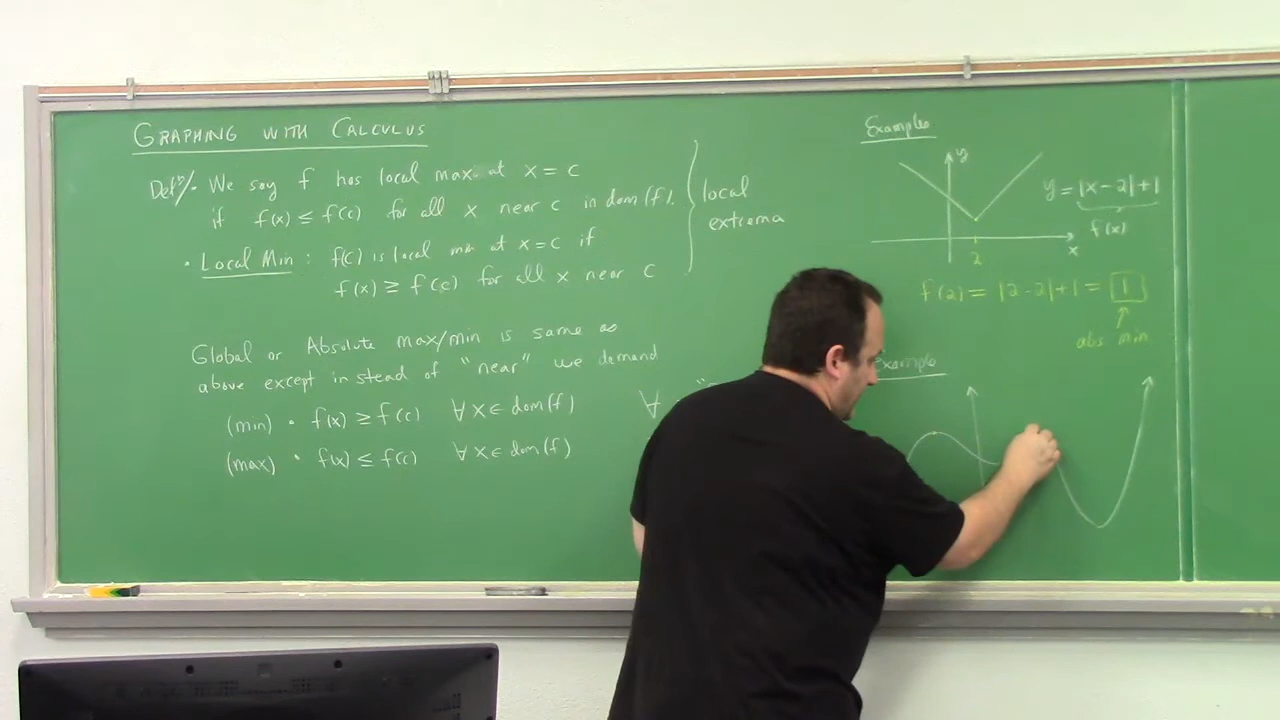 GRAPHING WITH CALCULUS
Defⁿ/. We say f has local max. at x = c
if f(x) ≤ f(c) for all x near c in dom(f).
• Local Min : f(c) is local min at x = c if
f(x) ≥ f(c) for all x near c
local
extrema
Global or Absolute max/min is same as
above except in stead of "near" we demand
(min) • f(x) ≥ f(c) ∀ x ∈ dom(f)
(max) • f(x) ≤ f(c) ∀ x ∈ dom(f)
∀
Examples
y
y = |x-2|+1
f(x)
x
2
f(2) = |2-2|+1 = 1
abs. min
Example